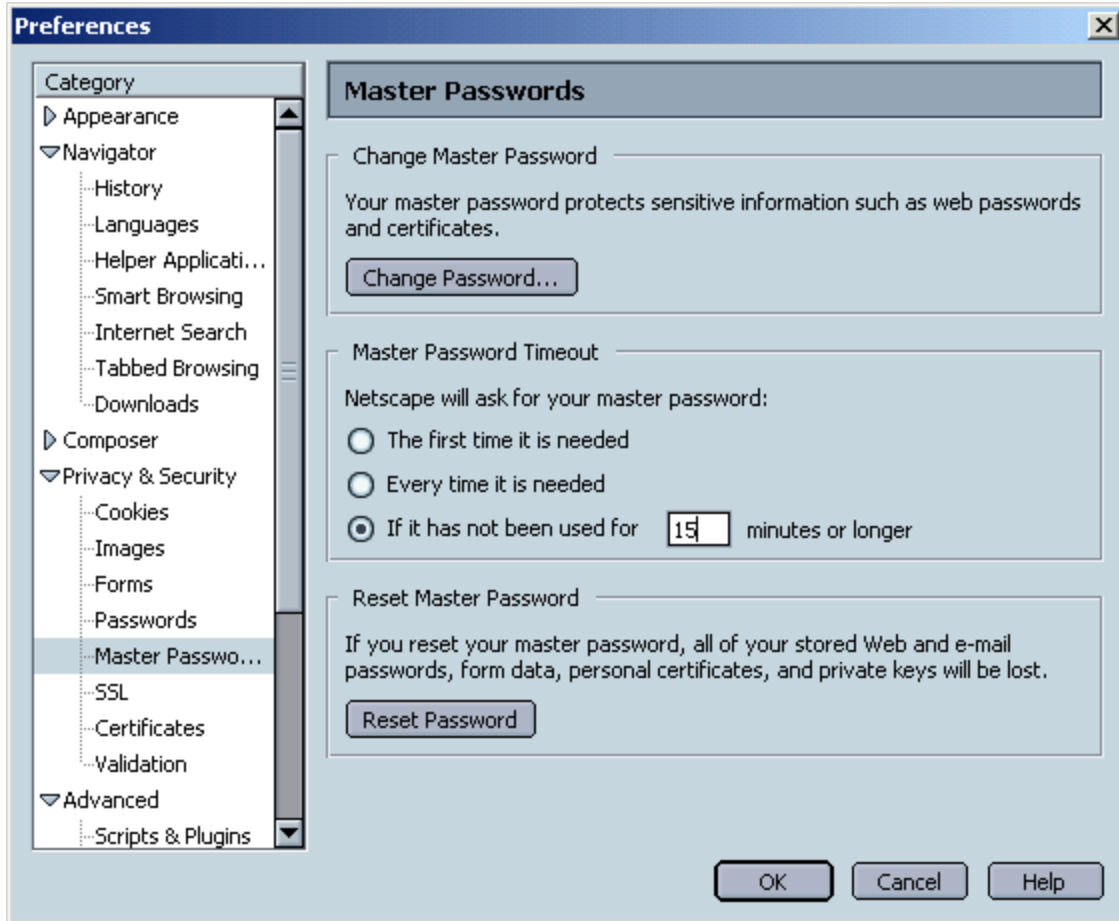 Preferences
Category
Appearance
Navigator
History
Languages
Helper Applicati...
Smart Browsing
Internet Search
Tabbed Browsing
Downloads
Composer
Privacy & Security
Cookies
Images
Forms
Passwords
Master Passwo...
SSL
Certificates
Validation
Advanced
Scripts & Plugins
Master Passwords
Change Master Password
Your master password protects sensitive information such as web passwords
and certificates.
Change Password...
Master Password Timeout
Netscape will ask for your master password:
The first time it is needed
Every time it is needed
If it has not been used for 15 minutes or longer
Reset Master Password
If you reset your master password, all of your stored Web and e-mail
passwords, form data, personal certificates, and private keys will be lost.
Reset Password
OK Cancel Help